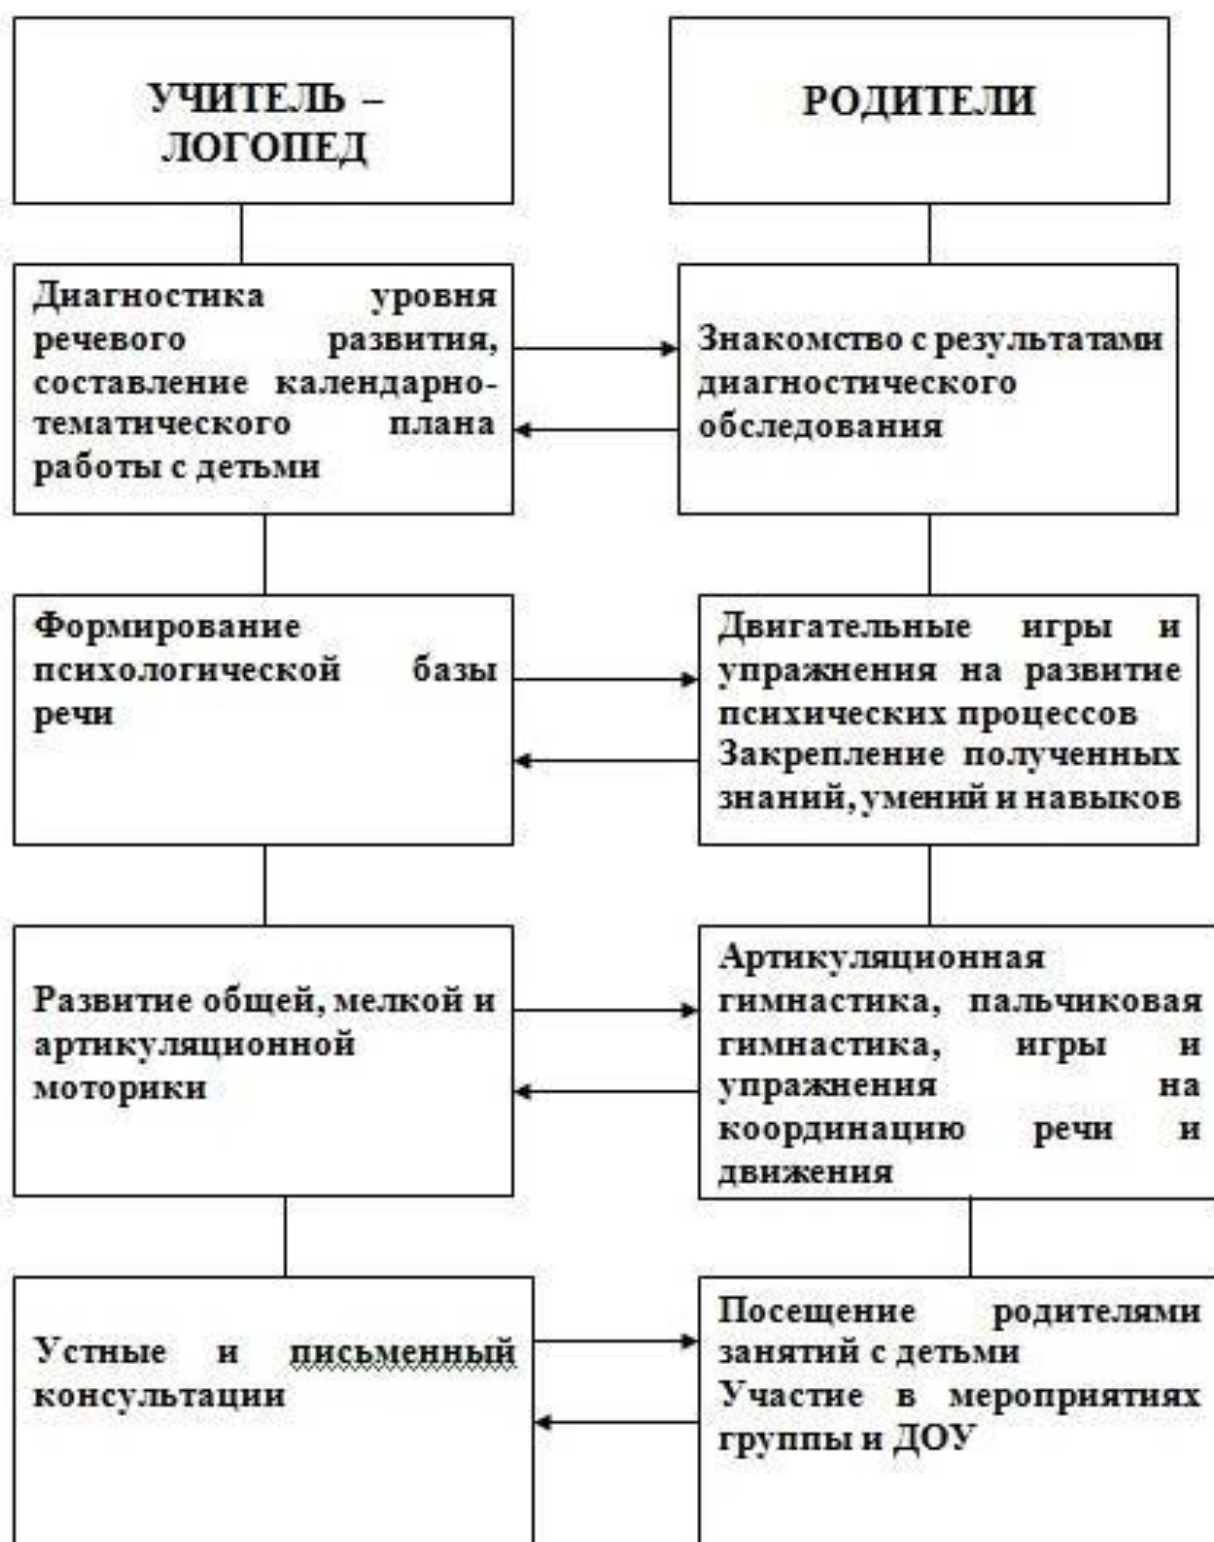 УЧИТЕЛЬ –
ЛОГОПЕД
РОДИТЕЛИ
Диагностика уровня
речевого развития,
составление календарно-
тематического плана
работы с детьми
Знакомство с результатами
диагностического
обследования
Формирование
психологической базы
речи
Двигательные игры и
упражнения на развитие
психических процессов
Закрепление полученных
знаний, умений и навыков
Развитие общей, мелкой и
артикуляционной
моторики
Артикуляционная
гимнастика, пальчиковая
гимнастика, игры и
упражнения на
координацию речи и
движения
Устные и письменный
консультации
Посещение родителями
занятий с детьми
Участие в мероприятиях
группы и ДОУ